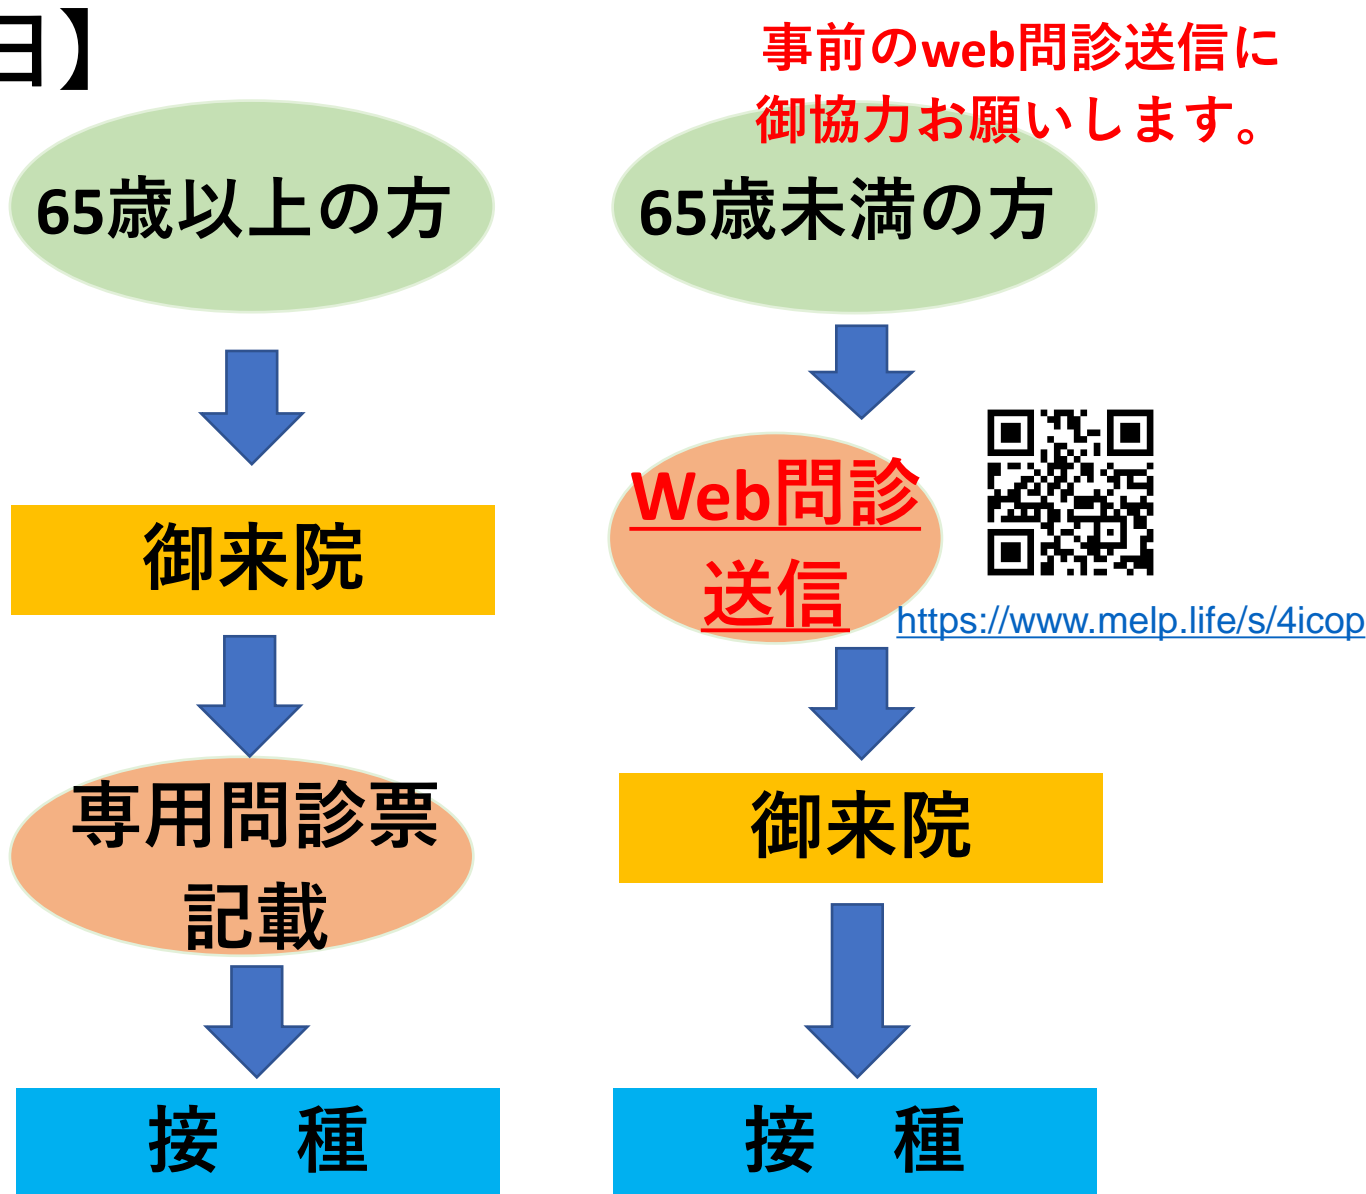 日】
事前のweb問診送信に
御協力お願いします。
65歳以上の方
御来院
専用問診票
記載
接　種
65歳未満の方
Web問診
送信
https://www.melp.life/s/4icop
御来院
接　種